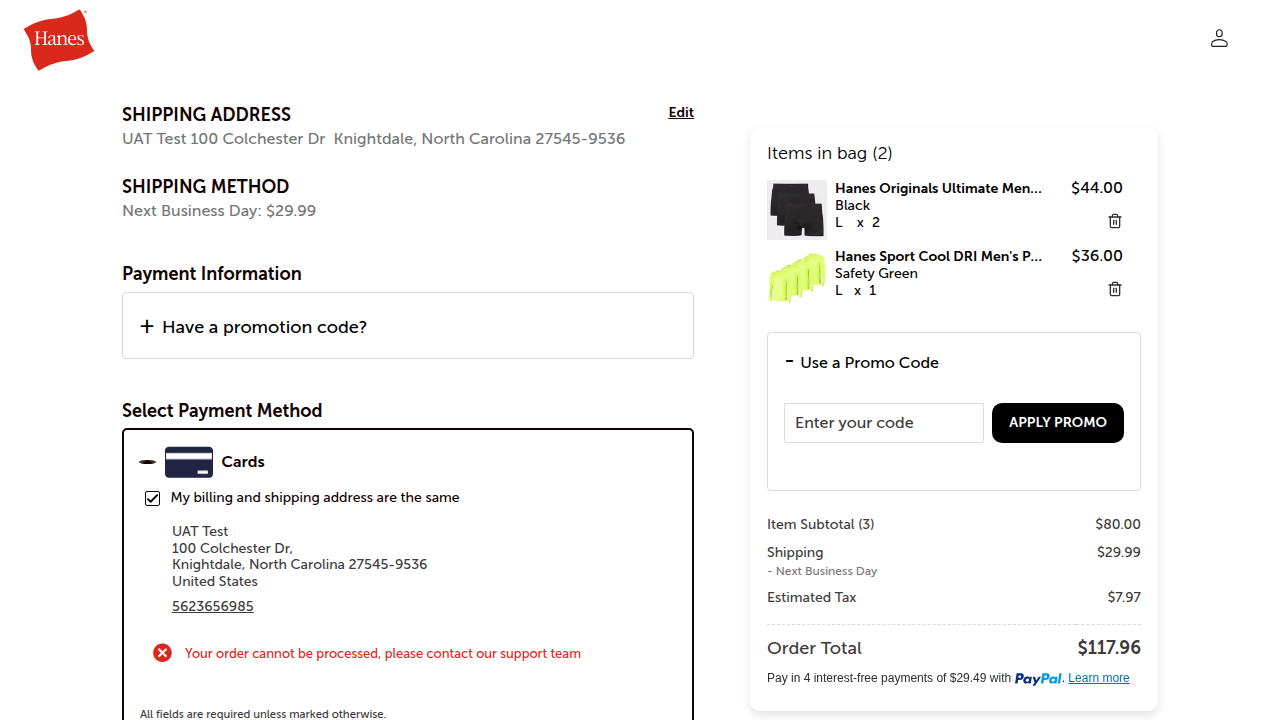 Hanes
SHIPPING ADDRESS
Edit
UAT Test 100 Colchester Dr  Knightdale, North Carolina 27545-9536
SHIPPING METHOD
Next Business Day: $29.99
Payment Information
+ Have a promotion code?
Select Payment Method
Cards
My billing and shipping address are the same
UAT Test
100 Colchester Dr,
Knightdale, North Carolina 27545-9536
United States
5623656985
Your order cannot be processed, please contact our support team
All fields are required unless marked otherwise.
Items in bag (2)
Hanes Originals Ultimate Men... $44.00
Black
L x 2
Hanes Sport Cool DRI Men's P... $36.00
Safety Green
L x 1
- Use a Promo Code
Enter your code APPLY PROMO
Item Subtotal (3) $80.00
Shipping $29.99
- Next Business Day
Estimated Tax $7.97
Order Total $117.96
Pay in 4 interest-free payments of $29.49 with PayPal. Learn more